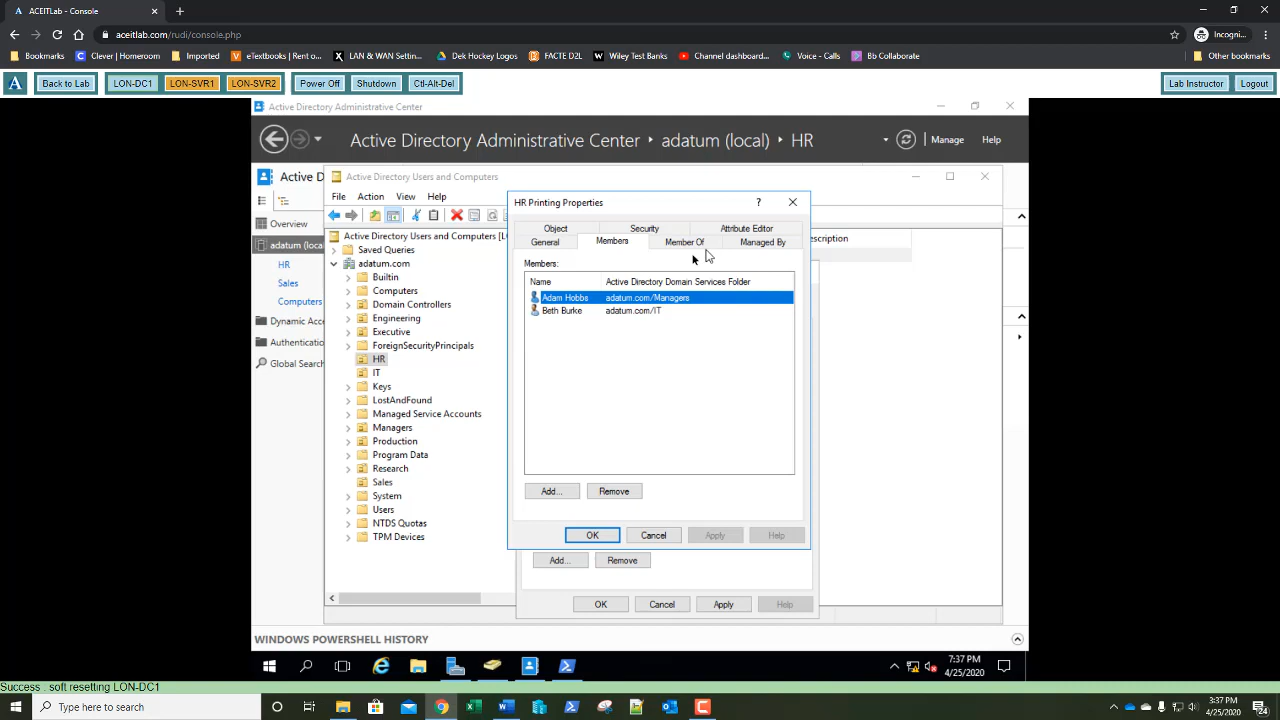 ACEITLab - Console
aceitlab.com/rudi/console.php
Incogni...
Bookmarks Clever | Homeroom Imported eTextbooks | Rent o... LAN & WAN Settin... Dek Hockey Logos FACTE D2L Wiley Test Banks Channel dashboard... Voice - Calls Bb Collaborate Other bookmarks
A Back to Lab LON-DC1 LON-SVR1 LON-SVR2 Power Off Shutdown Ctl-Alt-Del Lab Instructor Logout
Active Directory Administrative Center
Active Directory Administrative Center adatum (local) HR Manage Help
Active D
Overview
adatum (loca
HR
Sales
Computers
Dynamic Acce
Authenticatio
Global Search
Active Directory Users and Computers
File Action View Help
Active Directory Users and Computers [LO
Saved Queries
adatum.com
Builtin
Computers
Domain Controllers
Engineering
Executive
ForeignSecurityPrincipals
HR
IT
Keys
LostAndFound
Managed Service Accounts
Managers
Production
Program Data
Research
Sales
System
Users
NTDS Quotas
TPM Devices
escription
HR Printing Properties
?
Object Security Attribute Editor
General Members Member Of Managed By
Members:
Name Active Directory Domain Services Folder
Adam Hobbs adatum.com/Managers
Beth Burke adatum.com/IT
Add... Remove
OK Cancel Apply Help
Add... Remove
OK Cancel Apply Help
WINDOWS POWERSHELL HISTORY
7:37 PM
4/25/2020
Success : soft resetting LON-DC1
Type here to search
3:37 PM
4/25/2020
24